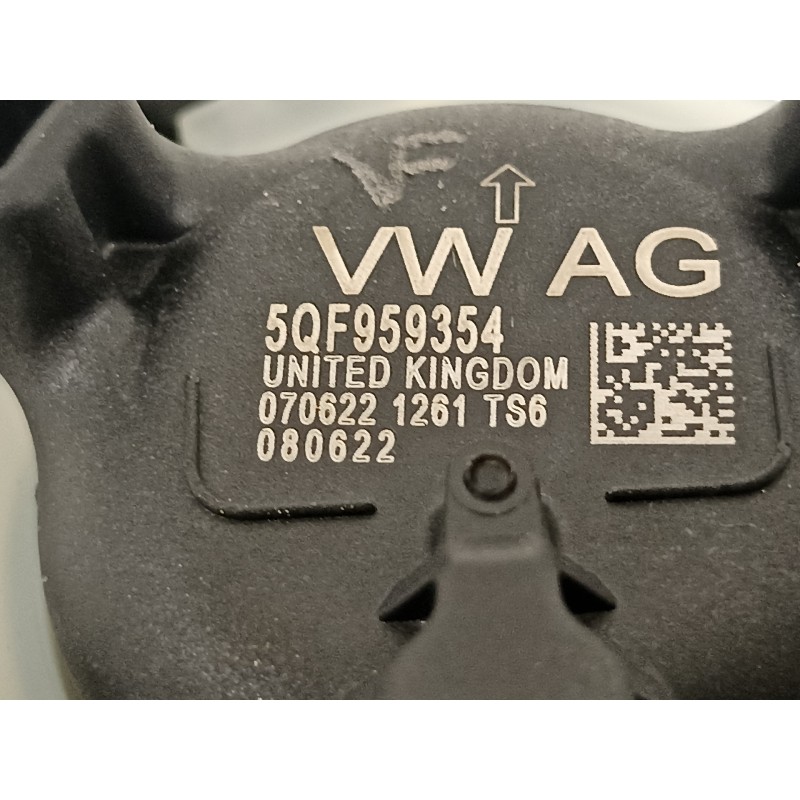 VF
VW AG
5QF959354
UNITED KINGDOM
070622 1261 TS6
080622